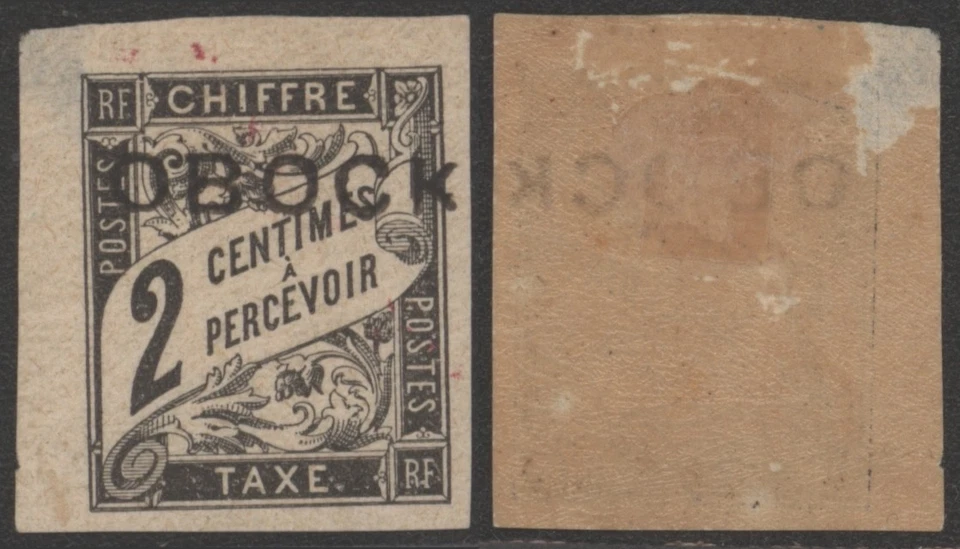 RF CHIFFRE
OBOCK
POSTES
2 CENTIMES
À
PERCEVOIR
POSTES
TAXE RF
OBOCK